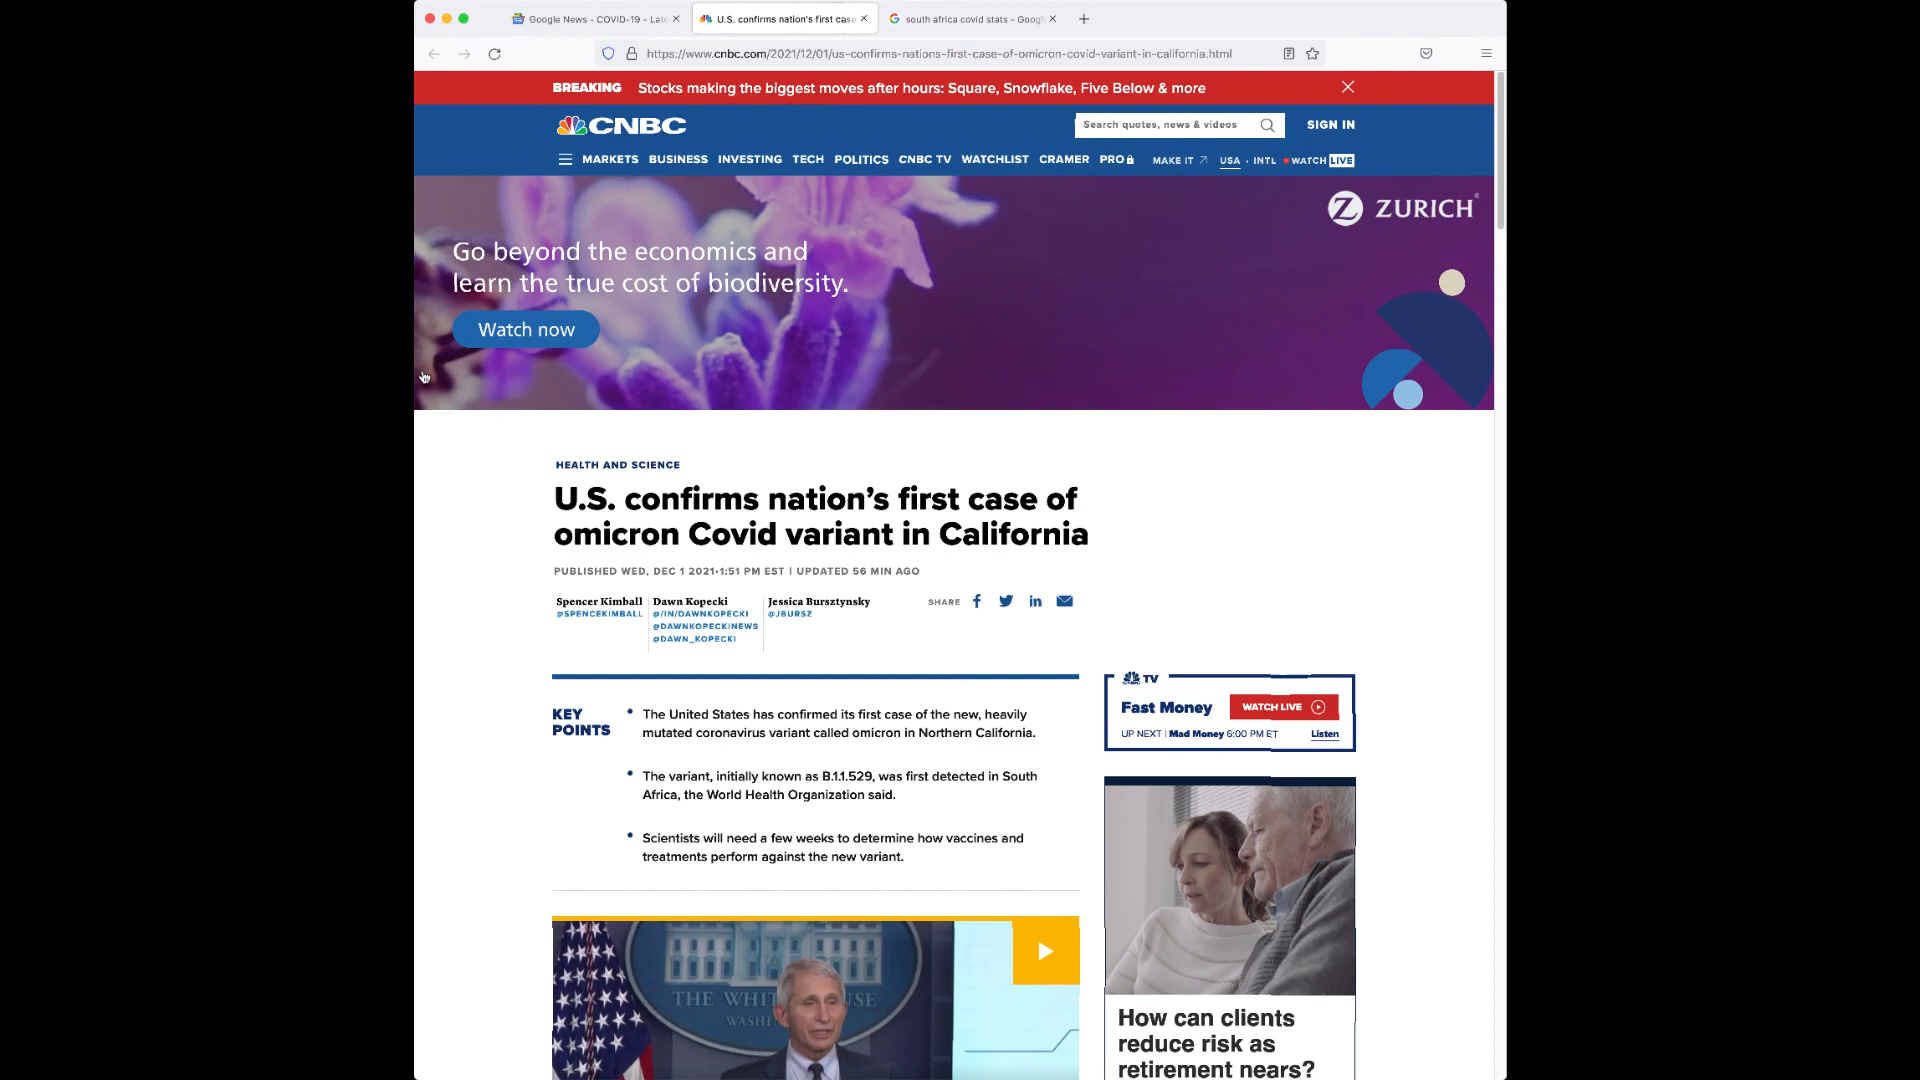 Google News - COVID-19 - Late
U.S. confirms nation's first case
south africa covid stats - Google
https://www.cnbc.com/2021/12/01/us-confirms-nations-first-case-of-omicron-covid-variant-in-california.html
BREAKING Stocks making the biggest moves after hours: Square, Snowflake, Five Below & more
CNBC
Search quotes, news & videos
SIGN IN
MARKETS BUSINESS INVESTING TECH POLITICS CNBC TV WATCHLIST CRAMER PRO MAKE IT USA • INTL WATCH LIVE
Z ZURICH®
Go beyond the economics and
learn the true cost of biodiversity.
Watch now
HEALTH AND SCIENCE
U.S. confirms nation's first case of
omicron Covid variant in California
PUBLISHED WED, DEC 1 2021•1:51 PM EST | UPDATED 56 MIN AGO
Spencer Kimball
@SPENCEKIMBALL
Dawn Kopecki
@/IN/DAWNKOPECKI
@DAWNKOPECKINEWS
@DAWN_KOPECKI
Jessica Bursztynsky
@JBURSZ
SHARE
KEY
POINTS
• The United States has confirmed its first case of the new, heavily
mutated coronavirus variant called omicron in Northern California.
• The variant, initially known as B.1.1.529, was first detected in South
Africa, the World Health Organization said.
• Scientists will need a few weeks to determine how vaccines and
treatments perform against the new variant.
CNBC TV
Fast Money
WATCH LIVE
UP NEXT | Mad Money 6:00 PM ET
Listen
How can clients
reduce risk as
retirement nears?